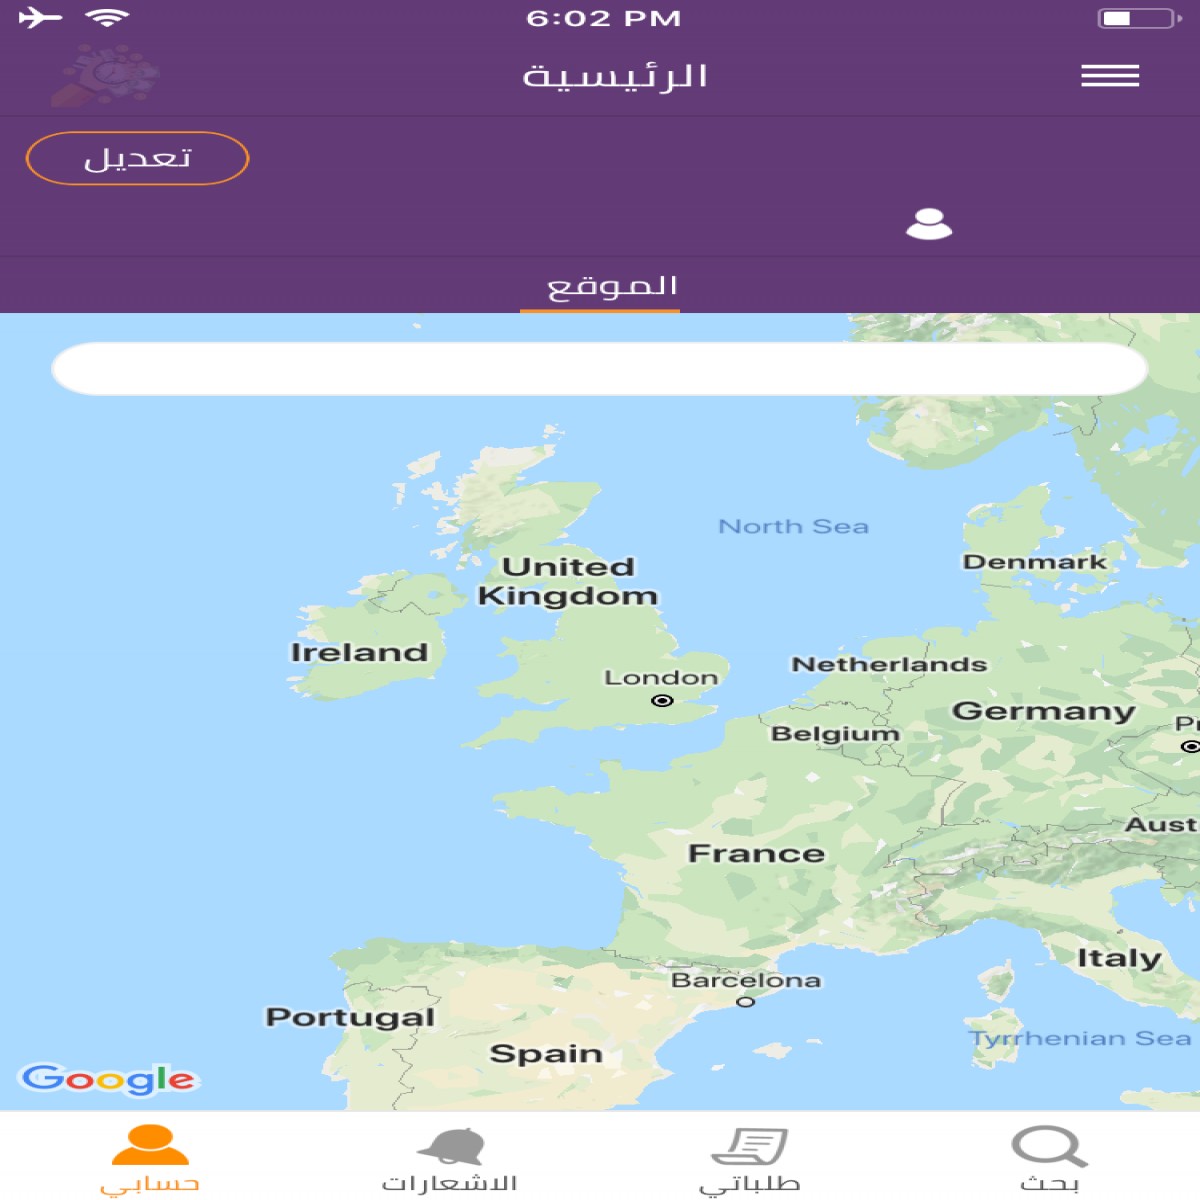 6:02 PM
الرئيسية
تعديل
الموقع
North Sea
United
Kingdom
Denmark
Ireland
London
Netherlands
Germany
Belgium
Pr
Aust
France
Italy
Barcelona
Portugal
Tyrrhenian Sea
Spain
Google
بحث
طلباتي
الاشعارات
حسابي